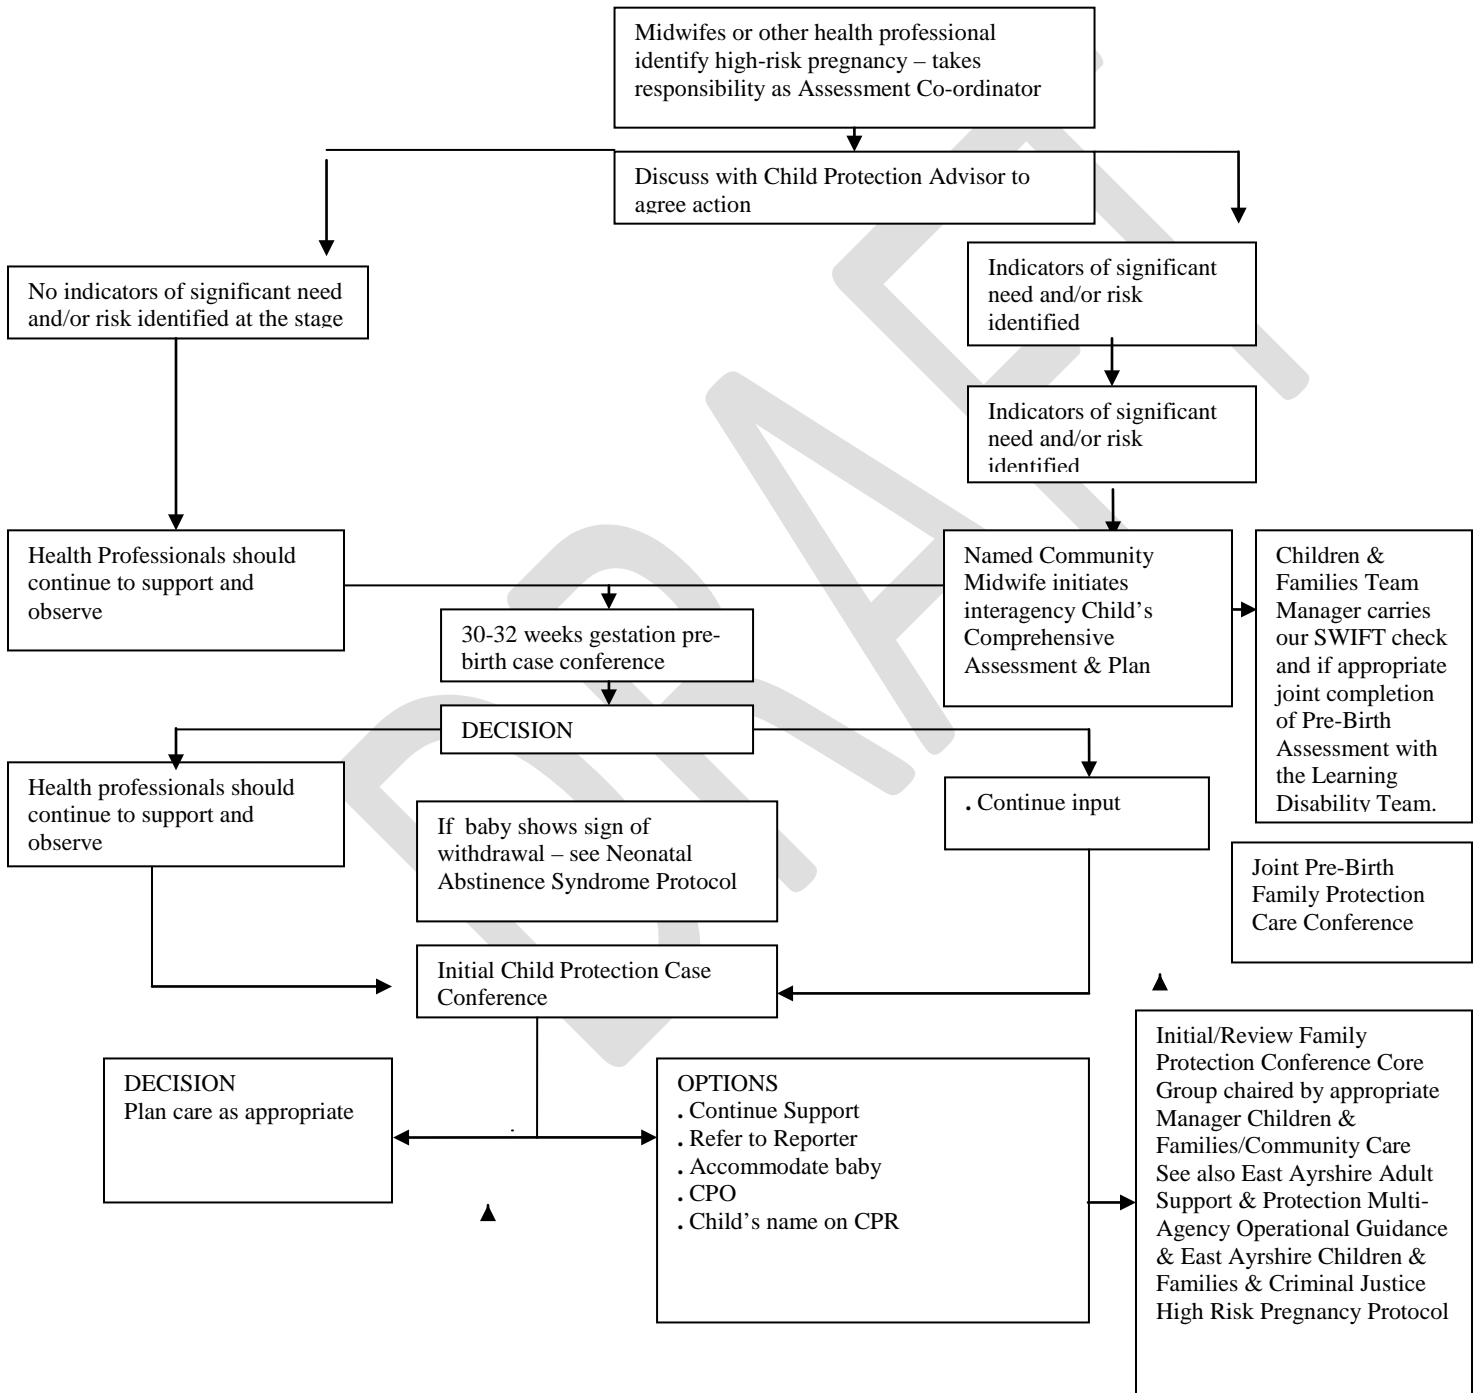 Midwifes or other health professional
identify high-risk pregnancy – takes
responsibility as Assessment Co-ordinator
Discuss with Child Protection Advisor to
agree action
No indicators of significant need
and/or risk identified at the stage
Indicators of significant
need and/or risk
identified
Indicators of significant
need and/or risk
identified
Health Professionals should
continue to support and
observe
Named Community
Midwife initiates
interagency Child's
Comprehensive
Assessment & Plan
Children &
Families Team
Manager carries
our SWIFT check
and if appropriate
joint completion
of Pre-Birth
Assessment with
the Learning
Disability Team.
30-32 weeks gestation pre-
birth case conference
DECISION
Health professionals should
continue to support and
observe
If  baby shows sign of
withdrawal – see Neonatal
Abstinence Syndrome Protocol
. Continue input
Joint Pre-Birth
Family Protection
Care Conference
Initial Child Protection Case
Conference
DECISION
Plan care as appropriate
OPTIONS
. Continue Support
. Refer to Reporter
. Accommodate baby
. CPO
. Child's name on CPR
Initial/Review Family
Protection Conference Core
Group chaired by appropriate
Manager Children &
Families/Community Care
See also East Ayrshire Adult
Support & Protection Multi-
Agency Operational Guidance
& East Ayrshire Children &
Families & Criminal Justice
High Risk Pregnancy Protocol
DRAFT